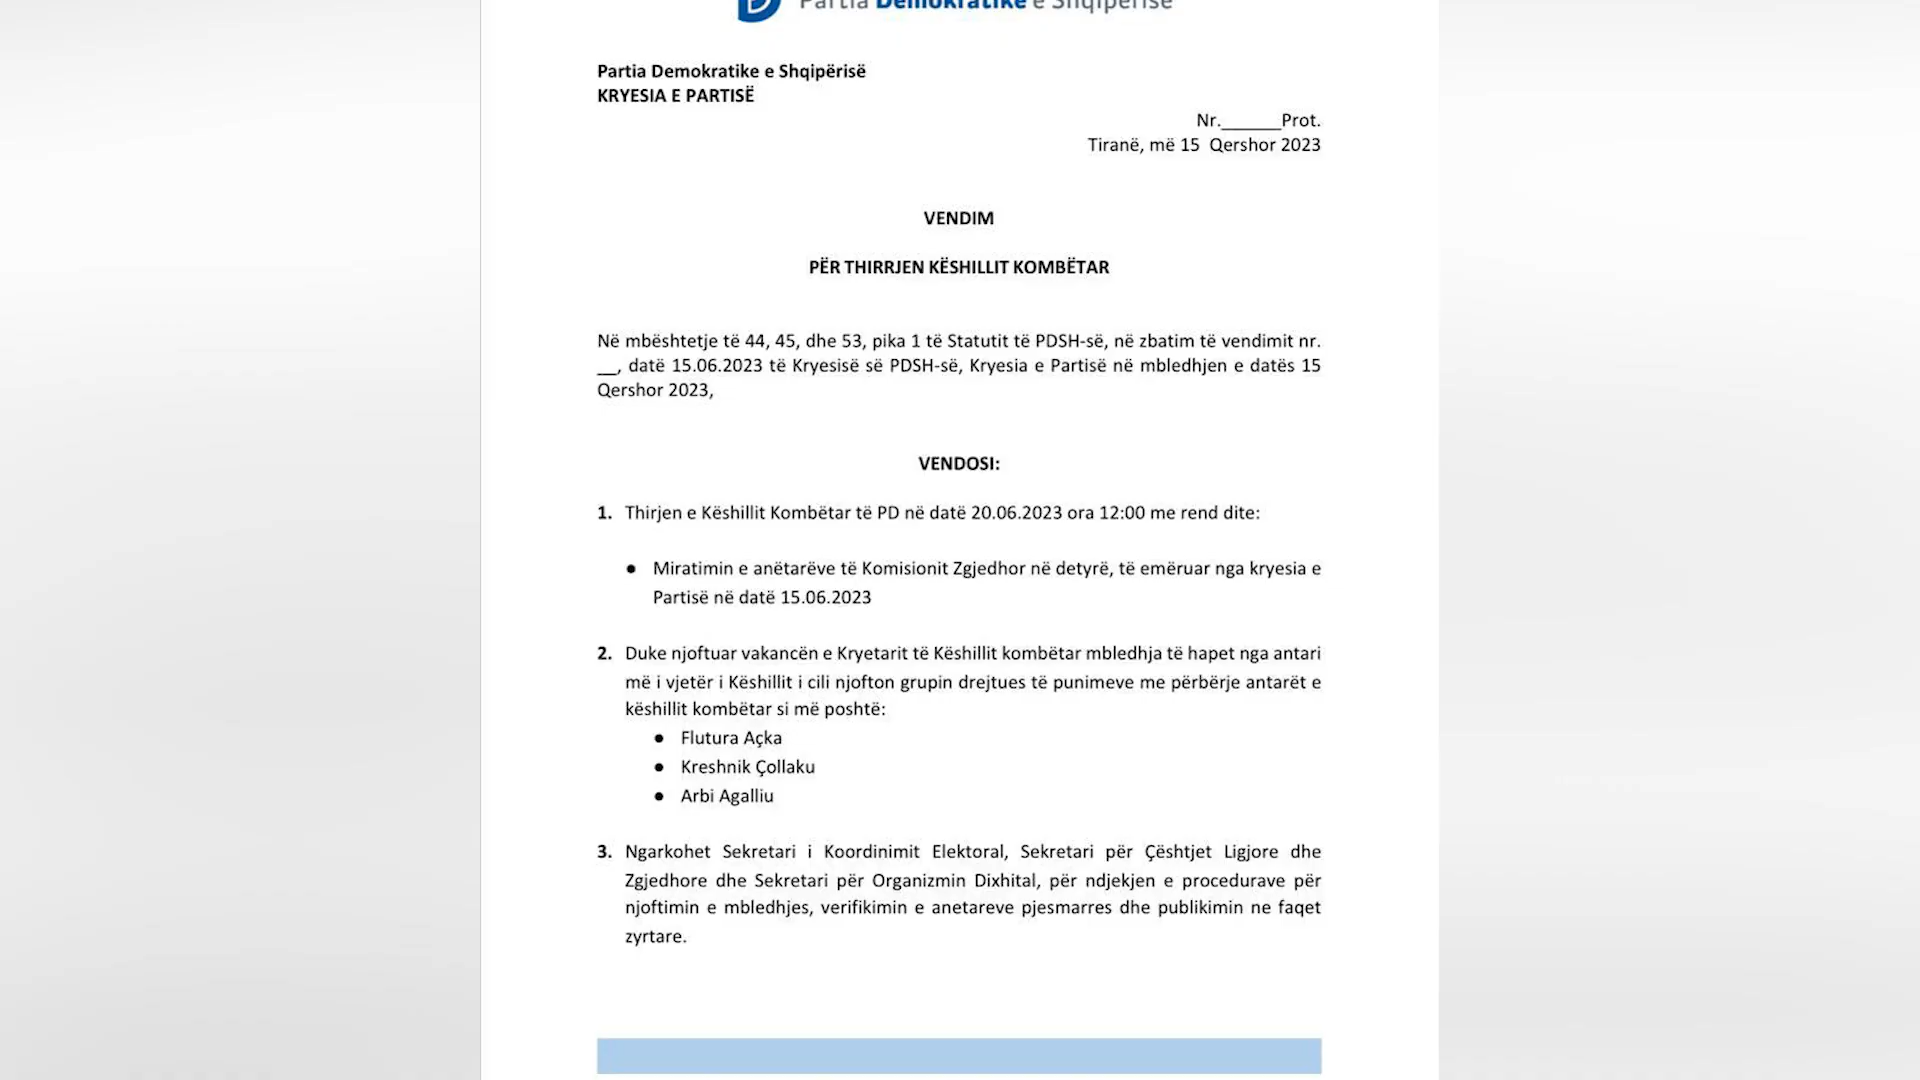 Partia Demokratike e Shqipërisë
Partia Demokratike e Shqipërisë
KRYESIA E PARTISË
Nr.______Prot.
Tiranë, më 15 Qershor 2023
VENDIM
PËR THIRRJEN KËSHILLIT KOMBËTAR
Në mbështetje të 44, 45, dhe 53, pika 1 të Statutit të PDSH-së, në zbatim të vendimit nr.
__, datë 15.06.2023 të Kryesisë së PDSH-së, Kryesia e Partisë në mbledhjen e datës 15
Qershor 2023,
VENDOSI:
1. Thirjen e Këshillit Kombëtar të PD në datë 20.06.2023 ora 12:00 me rend dite:
● Miratimin e anëtarëve të Komisionit Zgjedhor në detyrë, të emëruar nga kryesia e
Partisë në datë 15.06.2023
2. Duke njoftuar vakancën e Kryetarit të Këshillit kombëtar mbledhja të hapet nga antari
më i vjetër i Këshillit i cili njofton grupin drejtues të punimeve me përbërje antarët e
këshillit kombëtar si më poshtë:
● Flutura Açka
● Kreshnik Çollaku
● Arbi Agalliu
3. Ngarkohet Sekretari i Koordinimit Elektoral, Sekretari për Çështjet Ligjore dhe
Zgjedhore dhe Sekretari për Organizmin Dixhital, për ndjekjen e procedurave për
njoftimin e mbledhjes, verifikimin e anetareve pjesmarres dhe publikimin ne faqet
zyrtare.